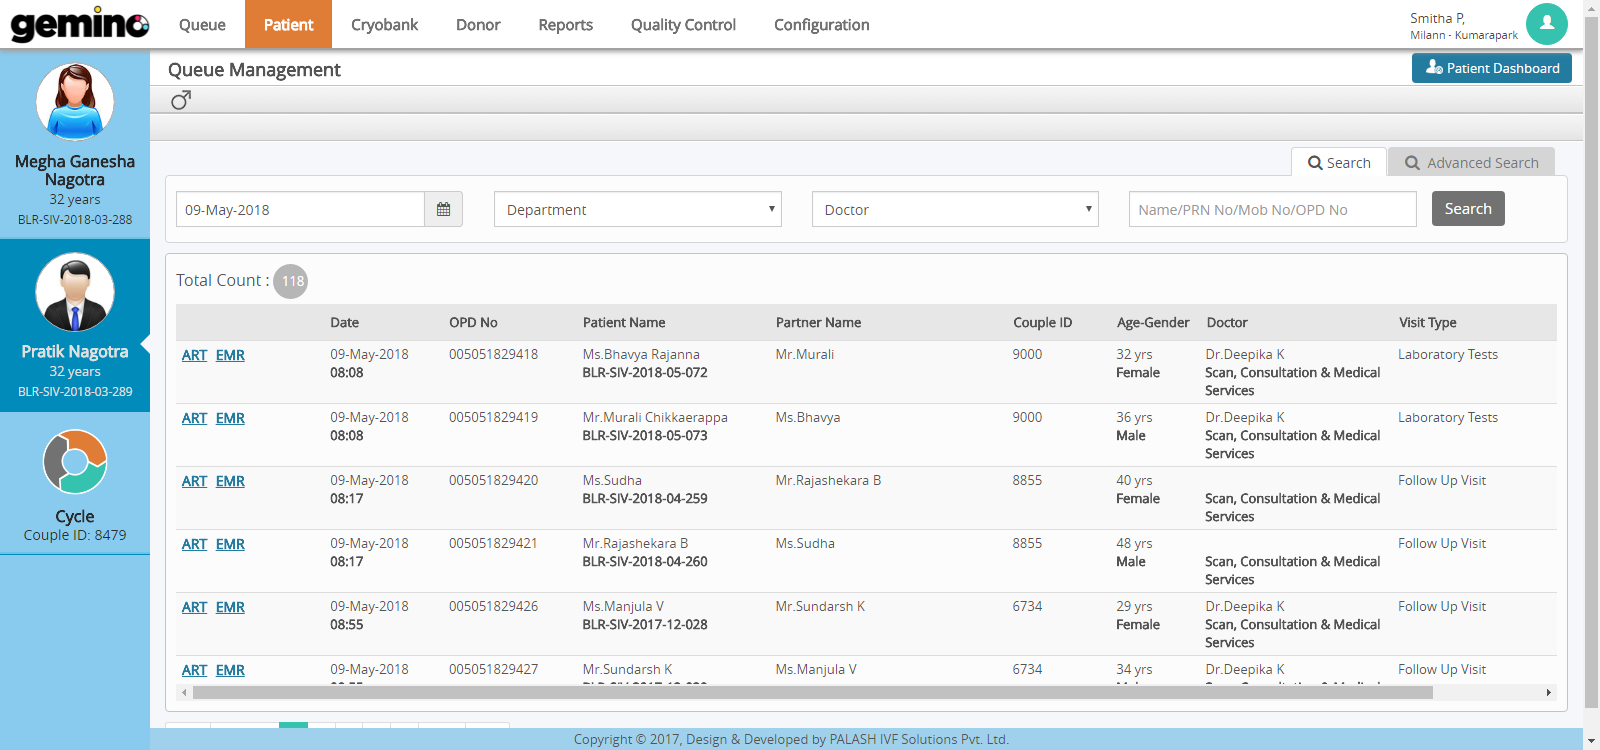 gemino Queue Patient Cryobank Donor Reports Quality Control Configuration
Smitha P,
Milann - Kumarapark
Queue Management
Patient Dashboard
Megha Ganesha
Nagotra
32 years
BLR-SIV-2018-03-288
Pratik Nagotra
32 years
BLR-SIV-2018-03-289
Cycle
Couple ID: 8479
Search Advanced Search
09-May-2018 Department Doctor Name/PRN No/Mob No/OPD No Search
Total Count : 118
Date OPD No Patient Name Partner Name Couple ID Age-Gender Doctor Visit Type
ART EMR 09-May-2018 005051829418 Ms.Bhavya Rajanna Mr.Murali 9000 32 yrs Dr.Deepika K Laboratory Tests
08:08 BLR-SIV-2018-05-072 Female Scan, Consultation & Medical
Services
ART EMR 09-May-2018 005051829419 Mr.Murali Chikkaerappa Ms.Bhavya 9000 36 yrs Dr.Deepika K Laboratory Tests
08:08 BLR-SIV-2018-05-073 Male Scan, Consultation & Medical
Services
ART EMR 09-May-2018 005051829420 Ms.Sudha Mr.Rajashekara B 8855 40 yrs Follow Up Visit
08:17 BLR-SIV-2018-04-259 Female Scan, Consultation & Medical
Services
ART EMR 09-May-2018 005051829421 Mr.Rajashekara B Ms.Sudha 8855 48 yrs Follow Up Visit
08:17 BLR-SIV-2018-04-260 Male Scan, Consultation & Medical
Services
ART EMR 09-May-2018 005051829426 Ms.Manjula V Mr.Sundarsh K 6734 29 yrs Dr.Deepika K Follow Up Visit
08:55 BLR-SIV-2017-12-028 Female Scan, Consultation & Medical
Services
ART EMR 09-May-2018 005051829427 Mr.Sundarsh K Ms.Manjula V 6734 34 yrs Dr.Deepika K Follow Up Visit
Copyright © 2017, Design & Developed by PALASH IVF Solutions Pvt. Ltd.